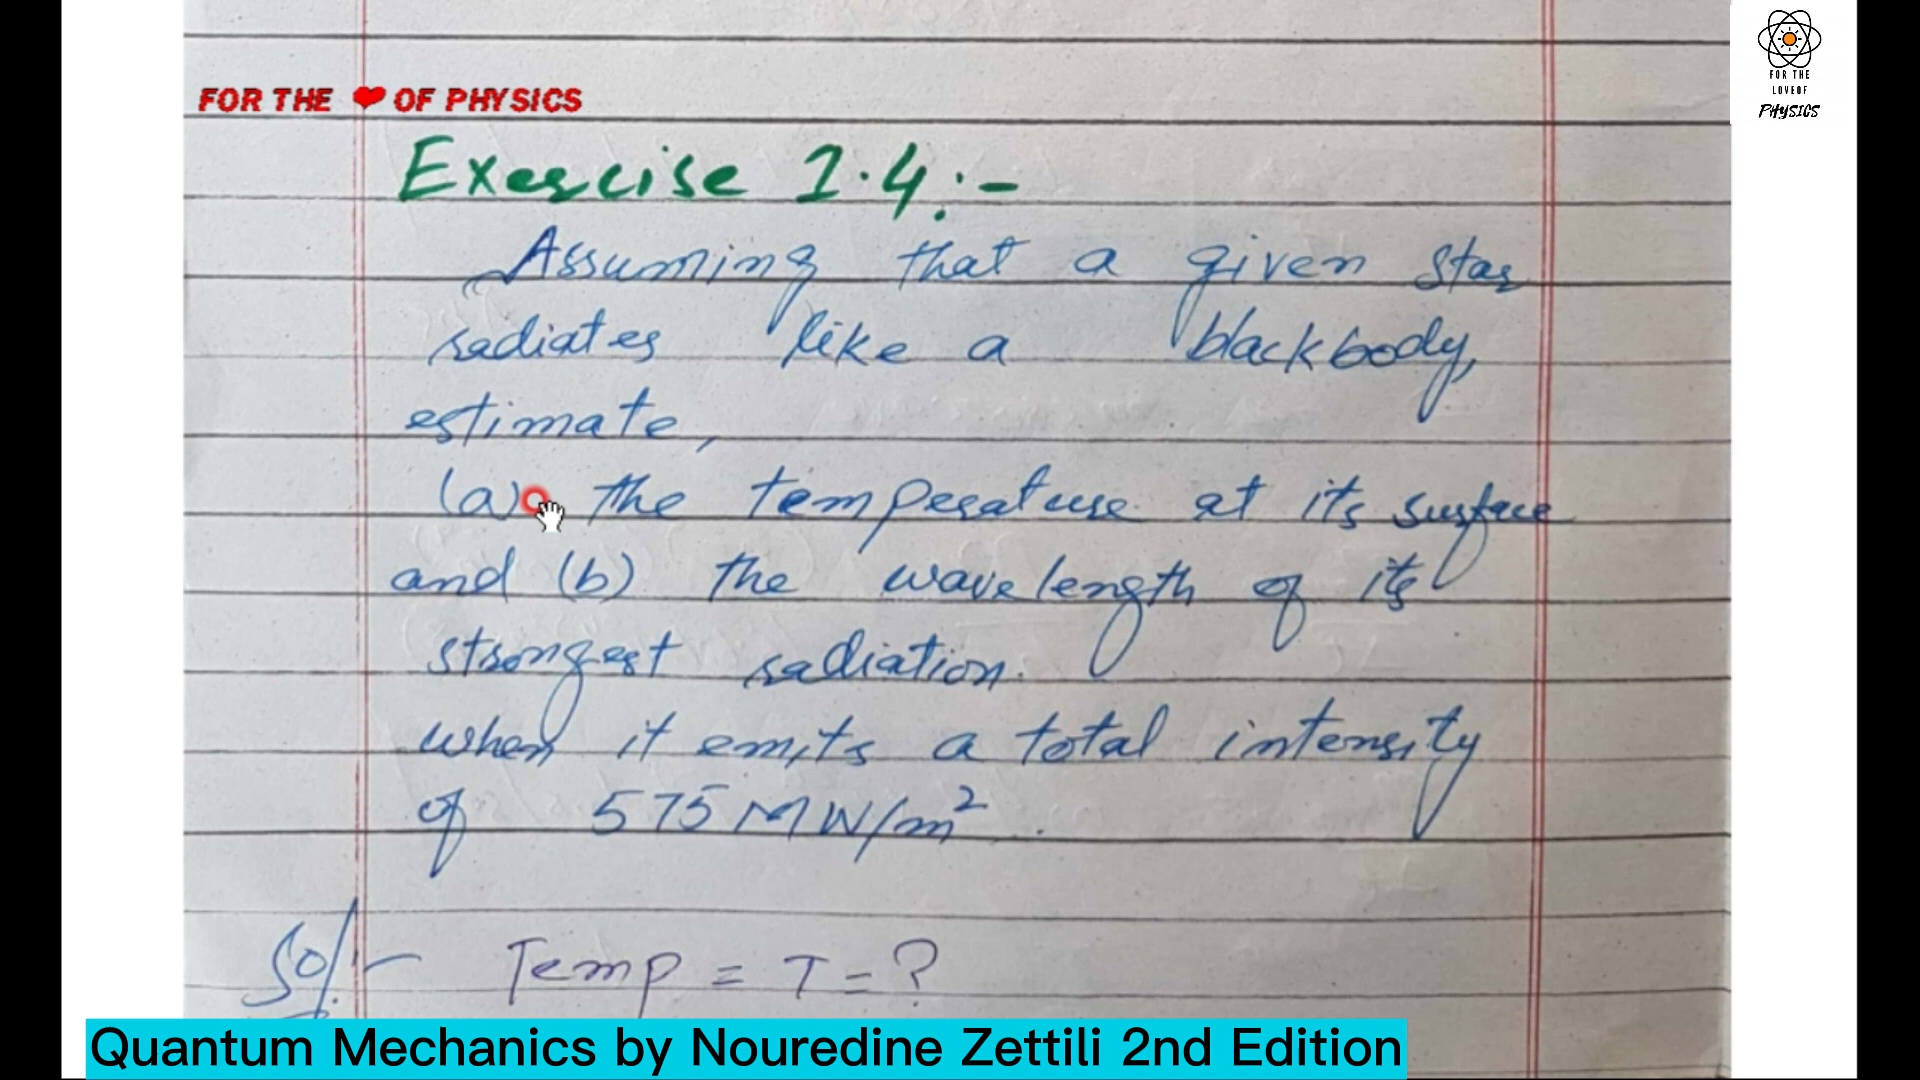 FOR THE ❤ OF PHYSICS
FOR THE
LOVE OF
PHYSICS
Exercise 1.4:-
Assuming that a given star
radiates like a blackbody,
estimate,
(a) the temperature at its surface
and (b) the wavelength of its
strongest radiation.
when it emits a total intensity
of 575 MW/m²
Sol:- Temp = T = ?
Quantum Mechanics by Nouredine Zettili 2nd Edition